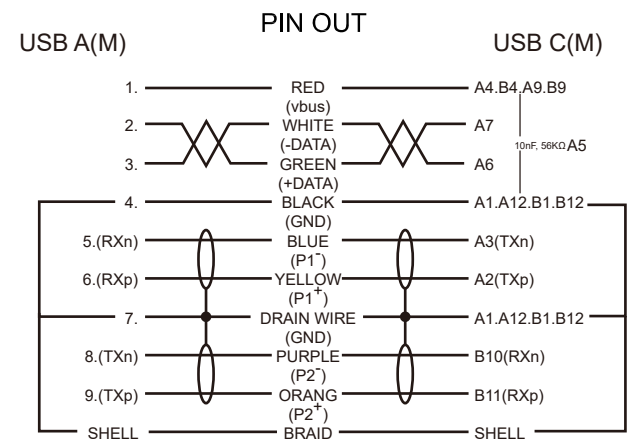 PIN OUT
USB A(M) USB C(M)
1. RED A4.B4.A9.B9
(vbus)
2. WHITE A7
(-DATA) 10nF, 56KΩ A5
3. GREEN A6
(+DATA)
4. BLACK A1.A12.B1.B12
(GND)
5.(RXn) BLUE A3(TXn)
(P1-)
6.(RXp) YELLOW A2(TXp)
(P1+)
7. DRAIN WIRE A1.A12.B1.B12
(GND)
8.(TXn) PURPLE B10(RXn)
(P2-)
9.(TXp) ORANG B11(RXp)
(P2+)
SHELL BRAID SHELL